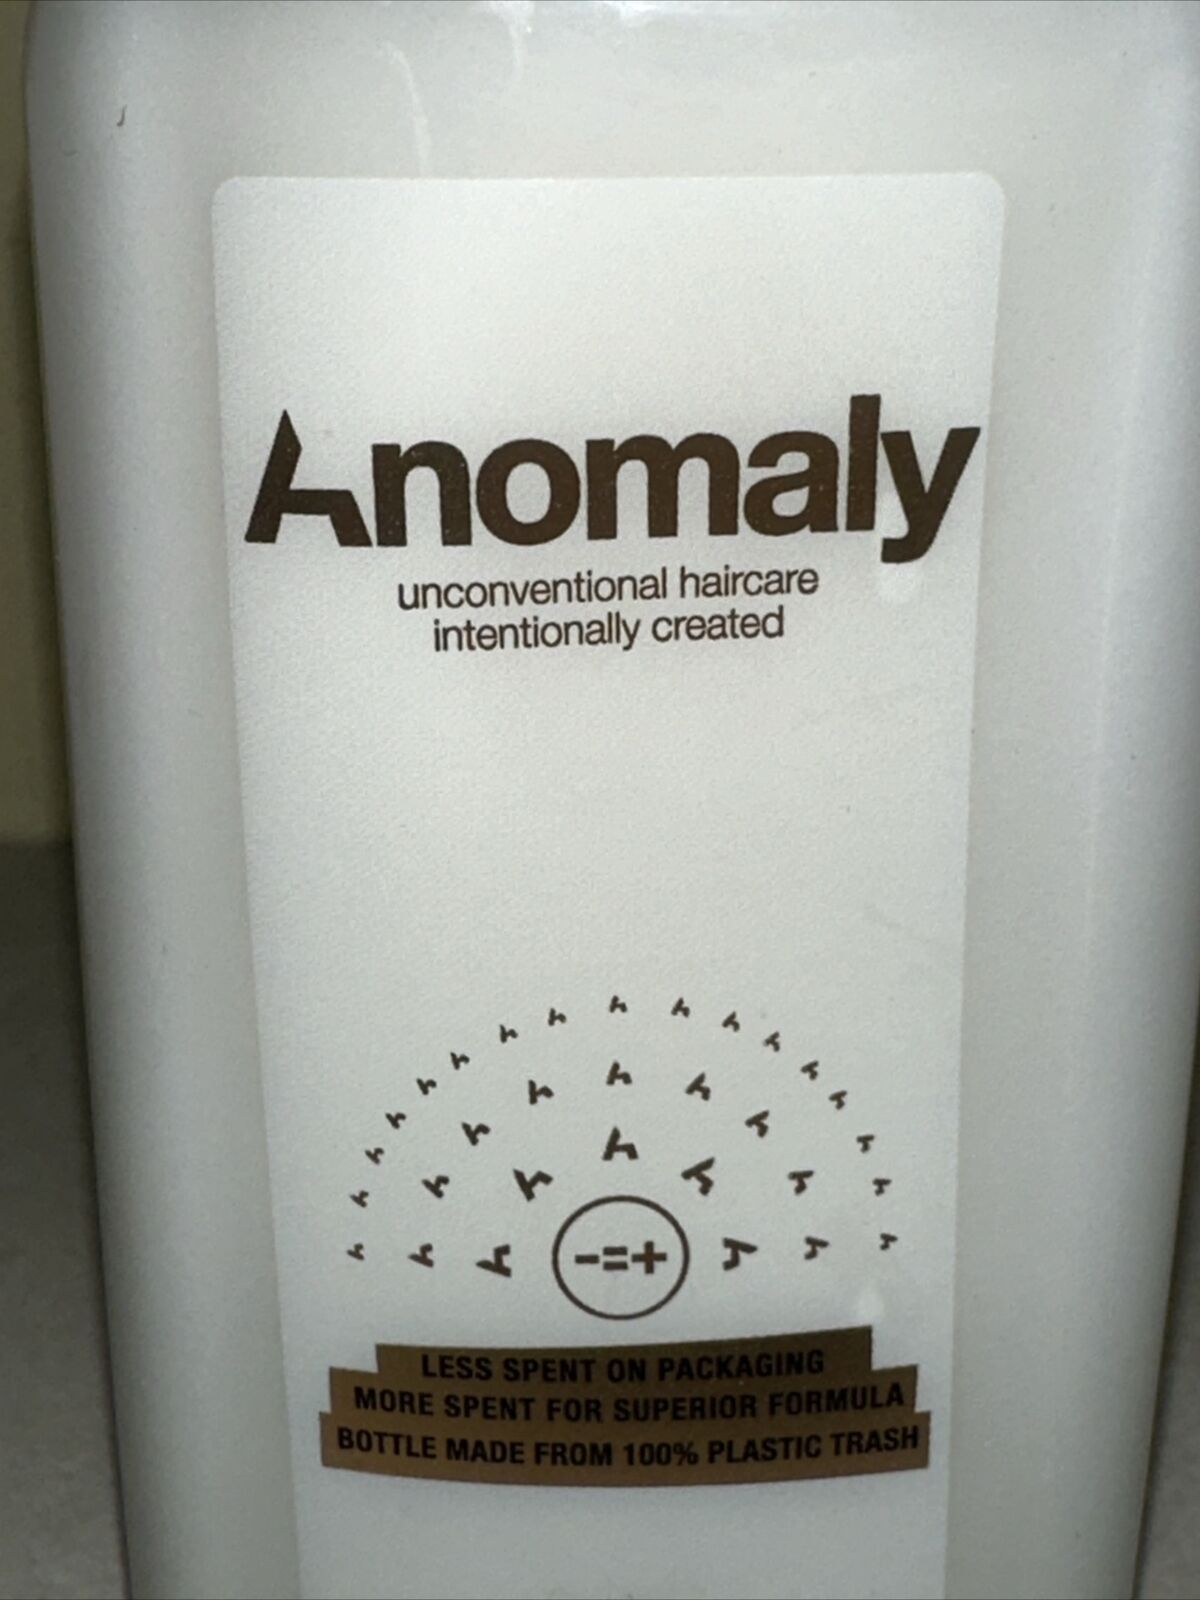 Anomaly
unconventional haircare
intentionally created
-=+
LESS SPENT ON PACKAGING
MORE SPENT FOR SUPERIOR FORMULA
BOTTLE MADE FROM 100% PLASTIC TRASH